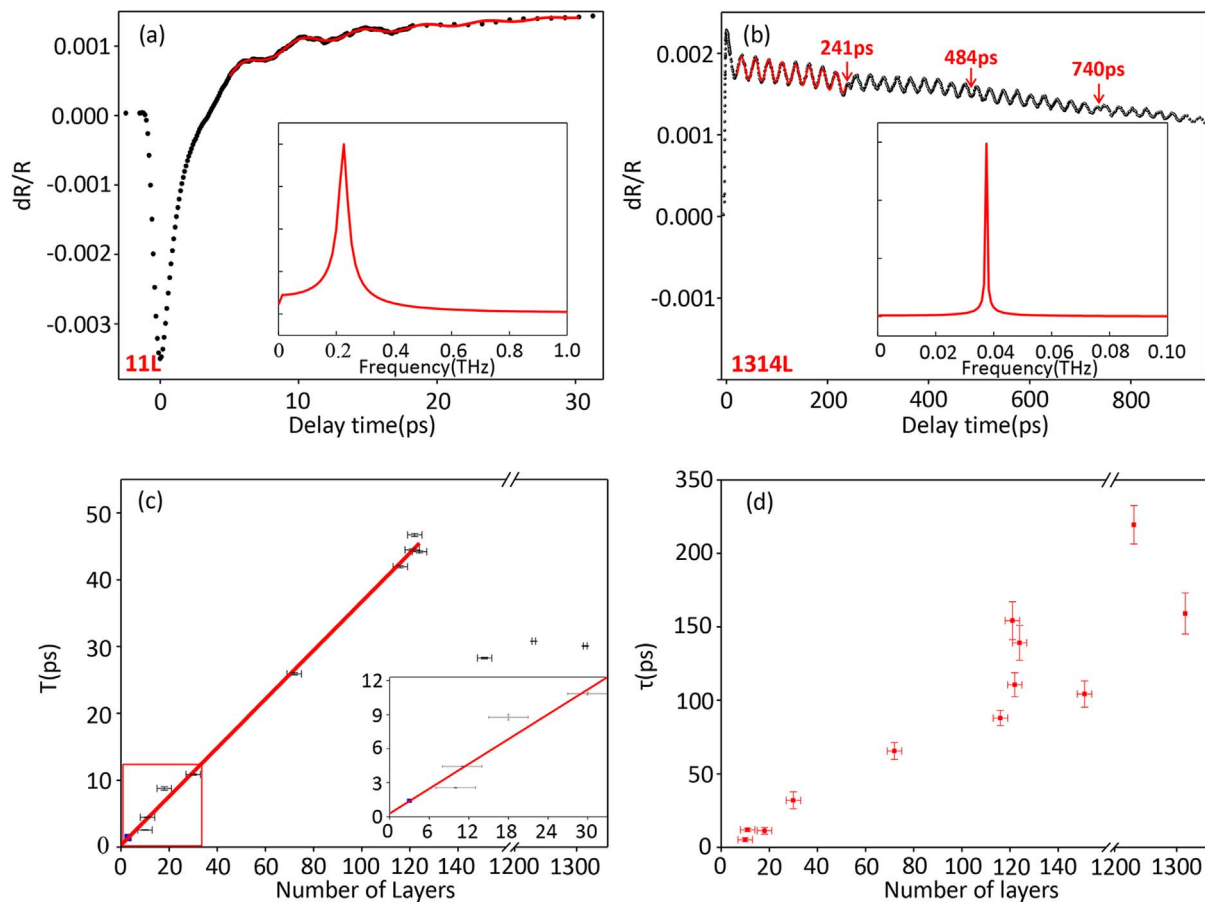 (a)
0.001
0.000
-0.001
-0.002
-0.003
dR/R
11L
0 0.2 0.4 0.6 0.8 1.0
Frequency(THz)
0 10 20 30
Delay time(ps)
(b)
241ps
484ps
740ps
0.002
0.001
0.000
-0.001
dR/R
1314L
0 0.02 0.04 0.06 0.08 0.10
Frequency(THz)
0 200 400 600 800
Delay time(ps)
(c)
50
40
30
20
10
0
T(ps)
12
9
6
3
0
6 12 18 24 30
0 20 40 60 80 100 120 140 1200 1300
Number of Layers
(d)
350
250
200
150
100
50
0
τ(ps)
0 20 40 60 80 100 120 140 1200 1300
Number of layers